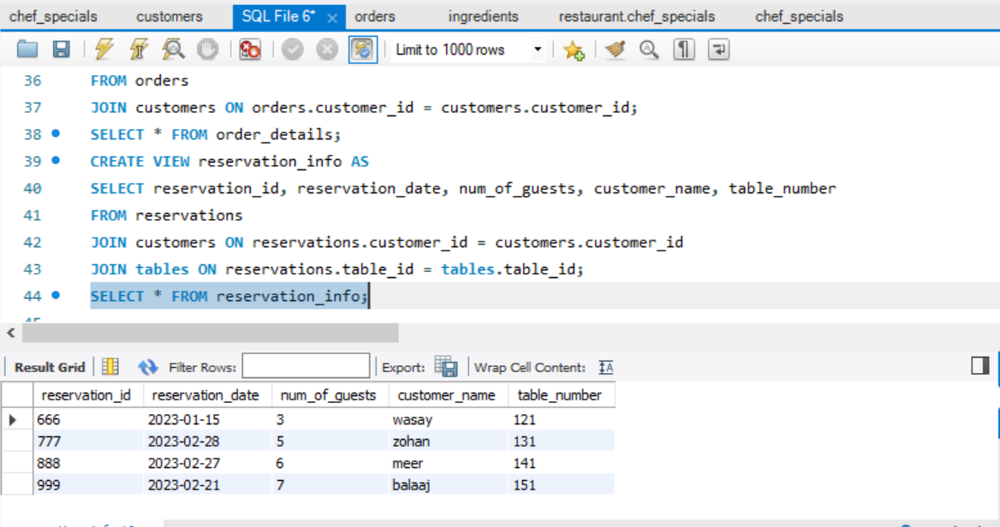 chef_specials customers SQL File 6* orders ingredients restaurant.chef_specials chef_specials
Limit to 1000 rows
36 FROM orders
37 JOIN customers ON orders.customer_id = customers.customer_id;
38 SELECT * FROM order_details;
39 CREATE VIEW reservation_info AS
40 SELECT reservation_id, reservation_date, num_of_guests, customer_name, table_number
41 FROM reservations
42 JOIN customers ON reservations.customer_id = customers.customer_id
43 JOIN tables ON reservations.table_id = tables.table_id;
44 SELECT * FROM reservation_info;
Result Grid Filter Rows: Export: Wrap Cell Content:
reservation_id reservation_date num_of_guests customer_name table_number
666 2023-01-15 3 wasay 121
777 2023-02-28 5 zohan 131
888 2023-02-27 6 meer 141
999 2023-02-21 7 balaaj 151